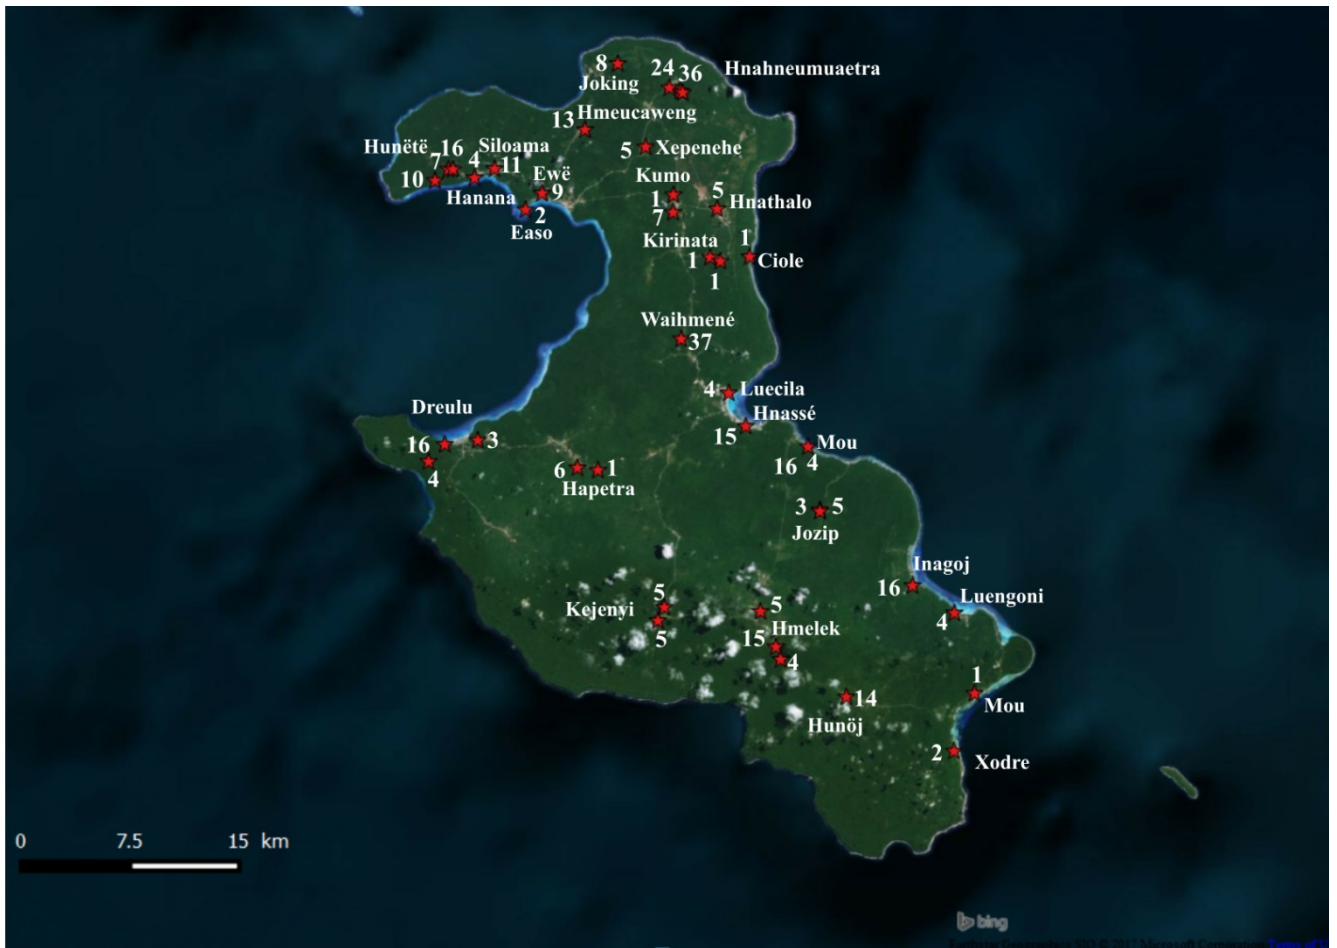 8
Joking
24
36
Hnahneumuaetra
13
Hmeucaweng
5
Xepenehe
Hunëtë
16
7
10
4
Siloama
11
Hanana
Ewë
9
2
Easo
Kumo
1
7
5
Hnathalo
Kirinata
1
1
1
Ciole
Waihmené
37
4
Luecila
Hnassé
15
Mou
16
4
Dreulu
16
3
4
6
1
Hapetra
3
5
Jozip
Inagoj
16
Luengoni
4
Kejenyi
5
5
5
Hmelek
15
4
14
Hunöj
1
Mou
2
Xodre
0 7.5 15 km
bing